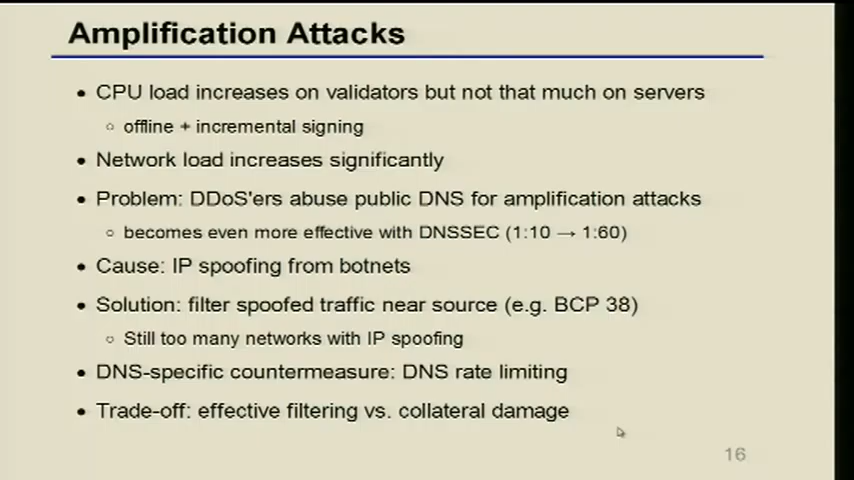 Amplification Attacks
• CPU load increases on validators but not that much on servers
○ offline + incremental signing
• Network load increases significantly
• Problem: DDoS'ers abuse public DNS for amplification attacks
○ becomes even more effective with DNSSEC (1:10 → 1:60)
• Cause: IP spoofing from botnets
• Solution: filter spoofed traffic near source (e.g. BCP 38)
○ Still too many networks with IP spoofing
• DNS-specific countermeasure: DNS rate limiting
• Trade-off: effective filtering vs. collateral damage
16